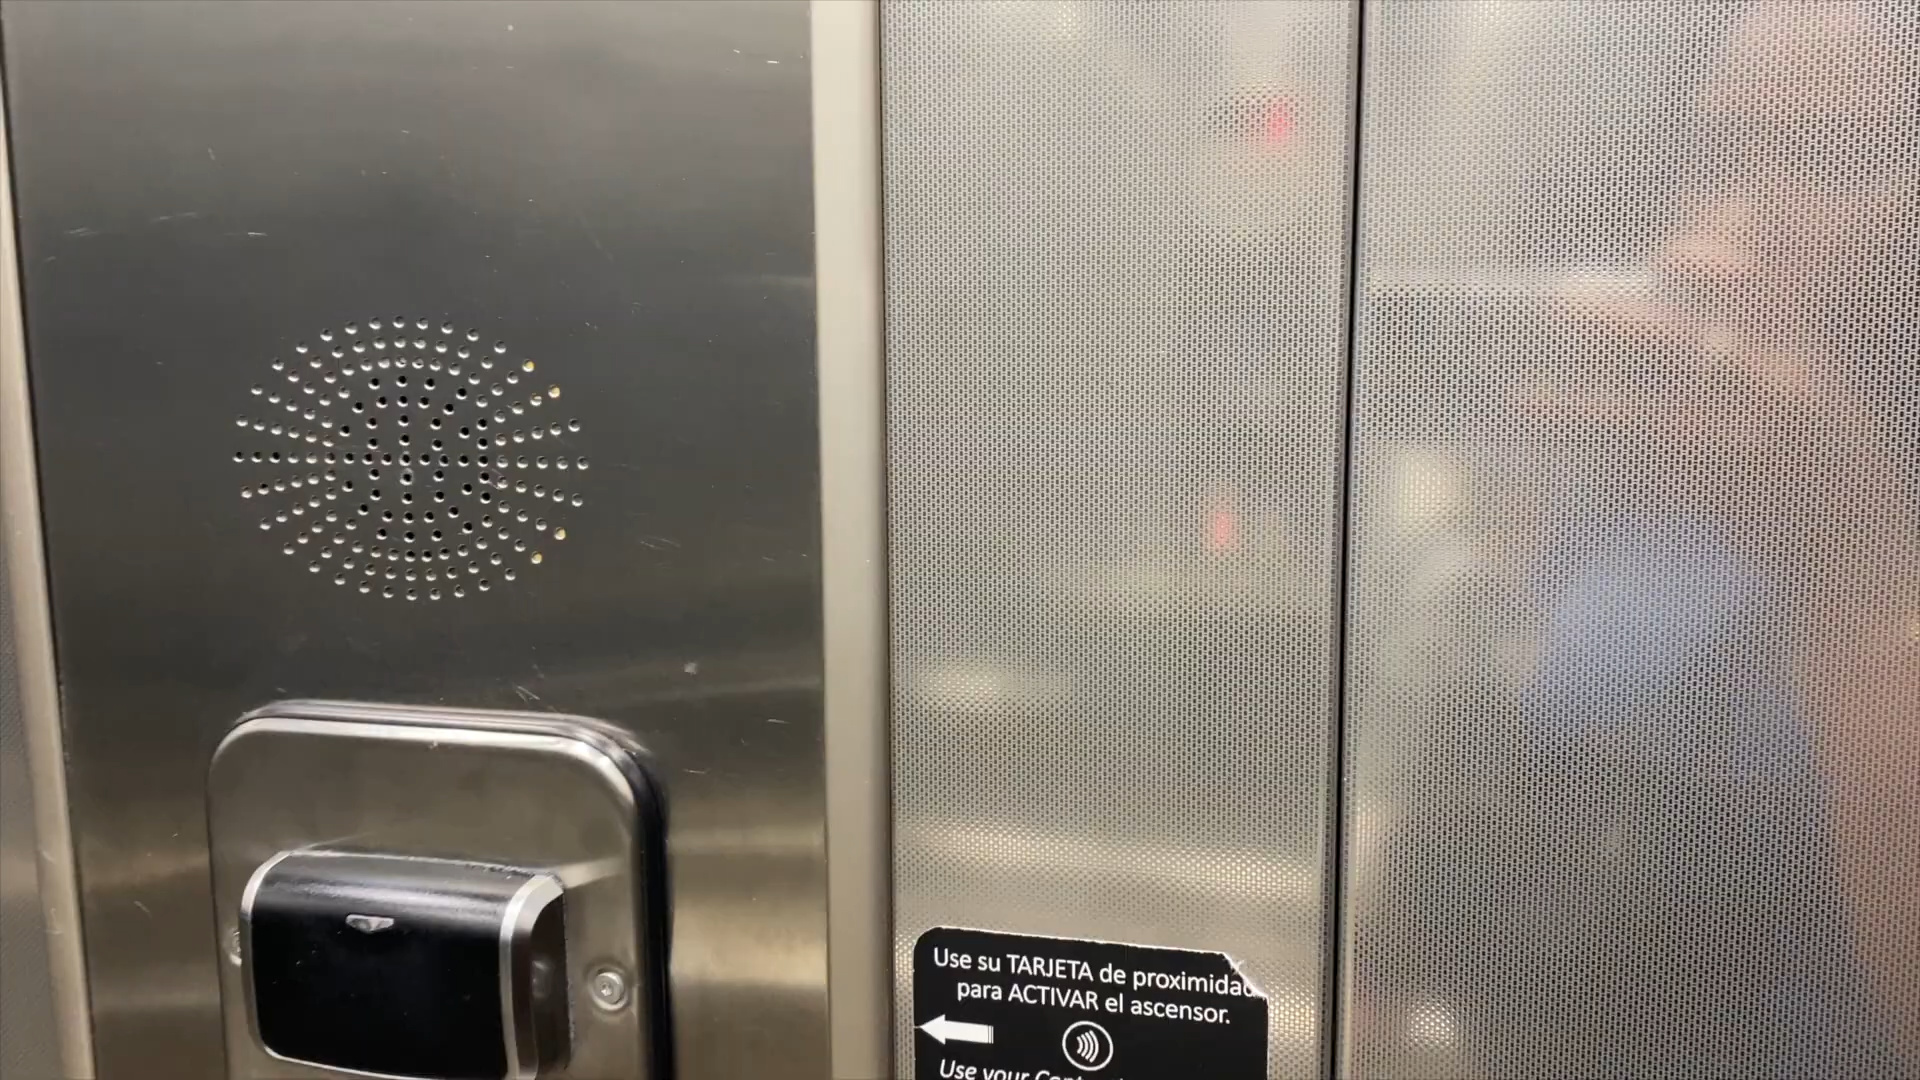 Use su TARJETA de proximidad
para ACTIVAR el ascensor.
Use your